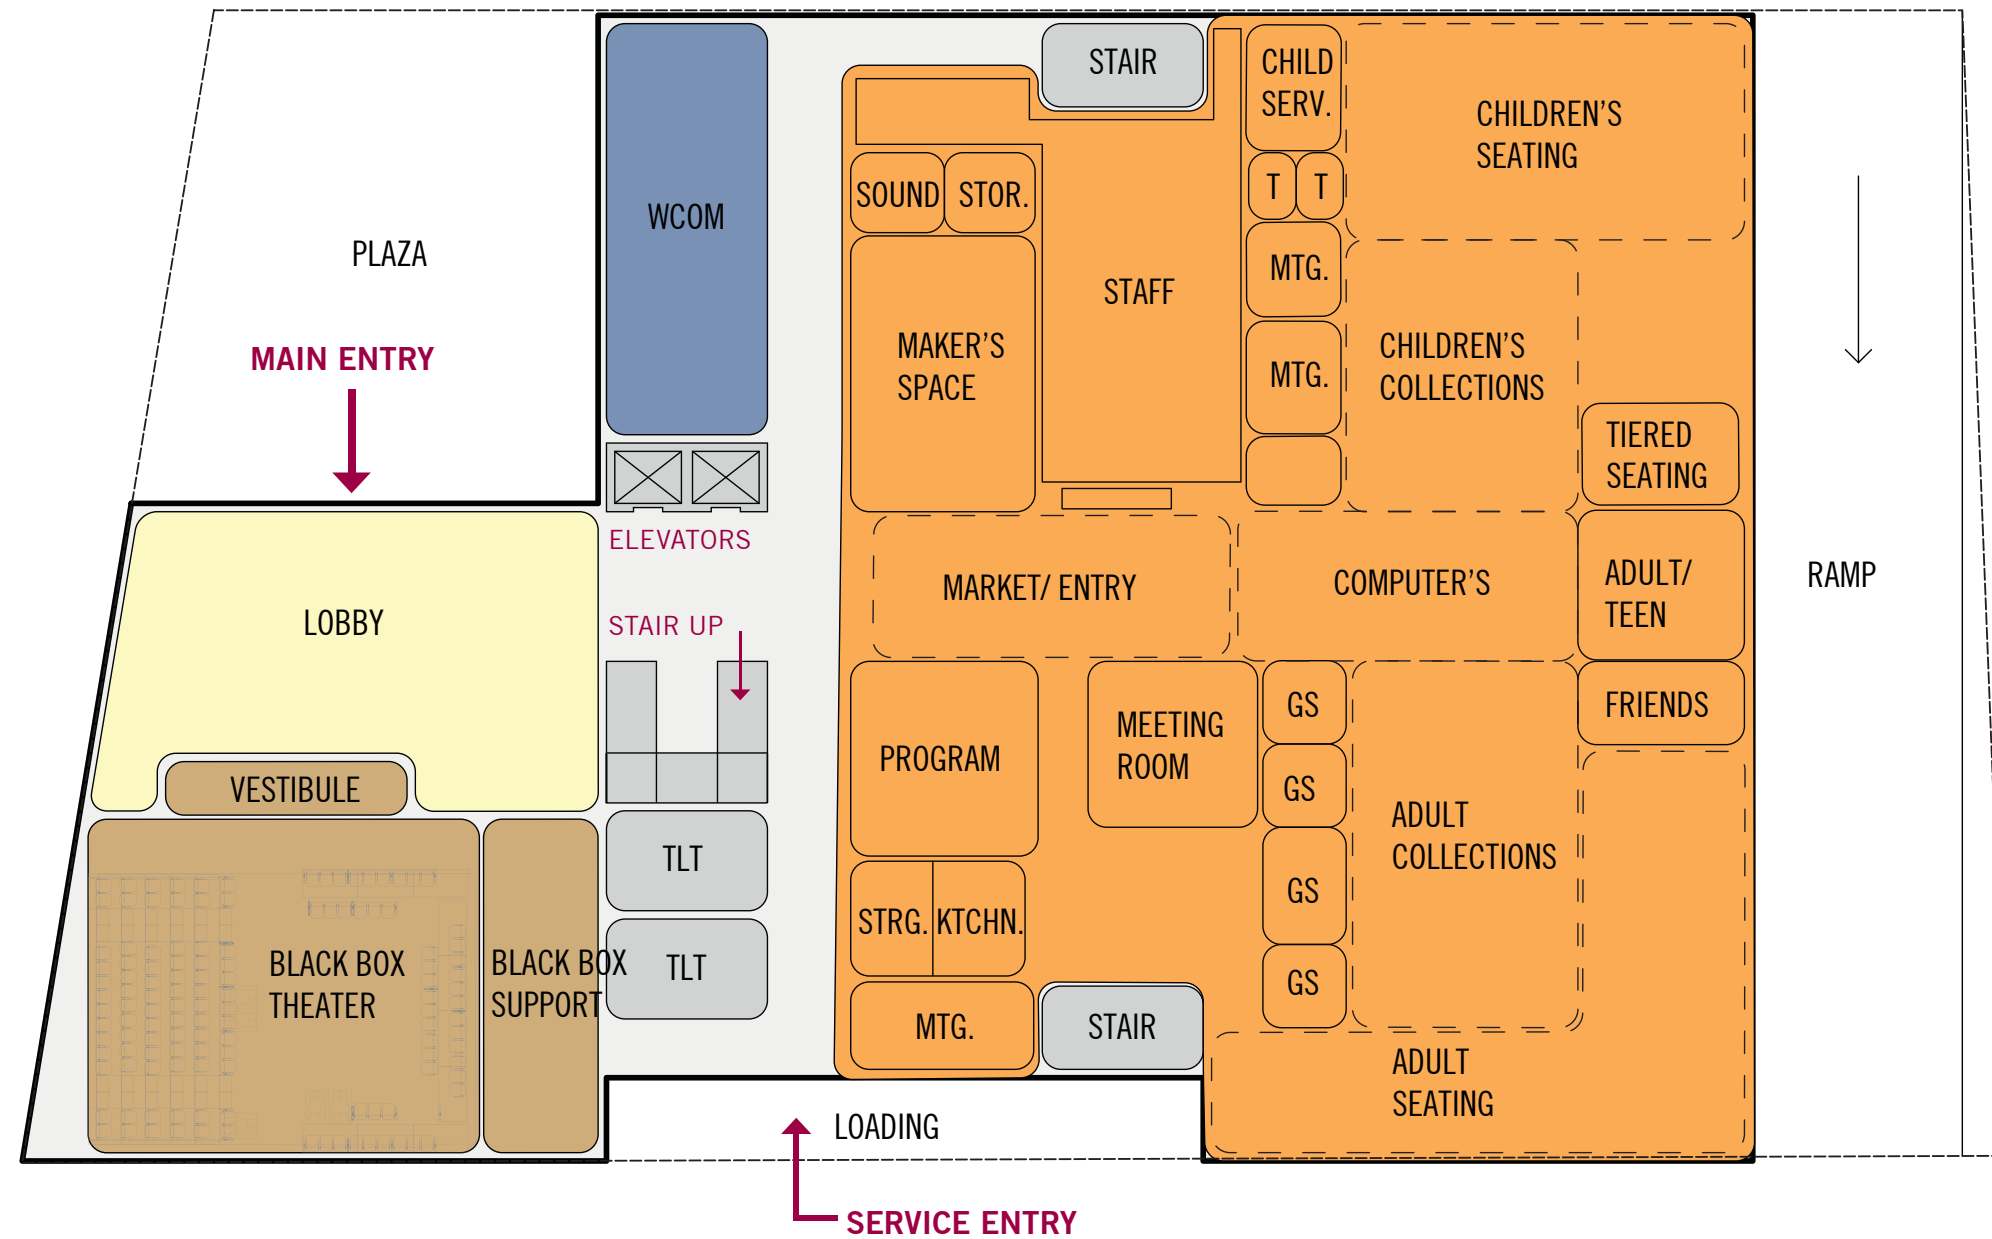 STAIR
CHILD
SERV.
CHILDREN'S
SEATING
WCOM
SOUND
STOR.
T
T
PLAZA
MTG.
STAFF
MAIN ENTRY
MAKER'S
SPACE
MTG.
CHILDREN'S
COLLECTIONS
TIERED
SEATING
ELEVATORS
MARKET/ ENTRY
COMPUTER'S
ADULT/
TEEN
RAMP
LOBBY
STAIR UP
VESTIBULE
PROGRAM
MEETING
ROOM
GS
FRIENDS
GS
ADULT
COLLECTIONS
TLT
GS
STRG.
KTCHN.
BLACK BOX
THEATER
BLACK BOX
SUPPORT
TLT
GS
MTG.
STAIR
ADULT
SEATING
LOADING
SERVICE ENTRY